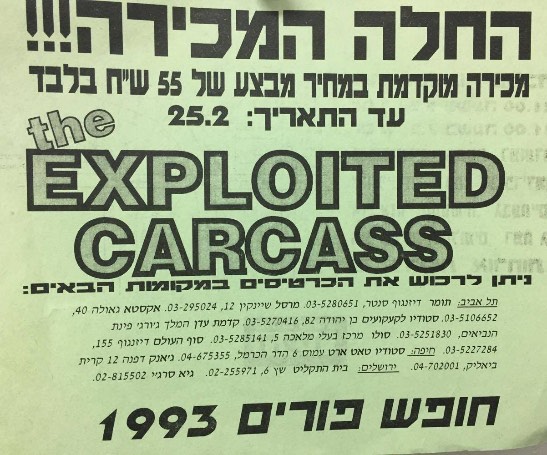 החלה המכירה!!!
מכירה מוקדמת במחיר מבצע של 55 ש"ח בלבד
עד התאריך: 25.2
the
EXPLOITED
CARCASS
ניתן לרכוש את הכרטיסים במקומות הבאים:
תל אביב: תומר דיזנגוף סנטר, 03-5280651. מרסל שיינקין 12, 03-295024. אקסטא גאולה 40,
03-5106652. סטודיו לקעקועים בן יהודה 82, 03-5270416. קדמת עדן המלך גורג' פינת
הנביאים, 03-5251830. סולו מרכז בעלי מלאכה 5, 03-5285141. סוף העולם דיזנגוף 155,
03-5227284. חיפה: סטודיו טאט ארט עמוס 6 הדר הכרמל, 04-675355. ג'אנק דפנה 12 קרית
ביאליק, 04-702001. ירושלים: בית התקליט שץ 6, 02-255971. גיא סרג'יי 02-815502.
חופש פורים 1993